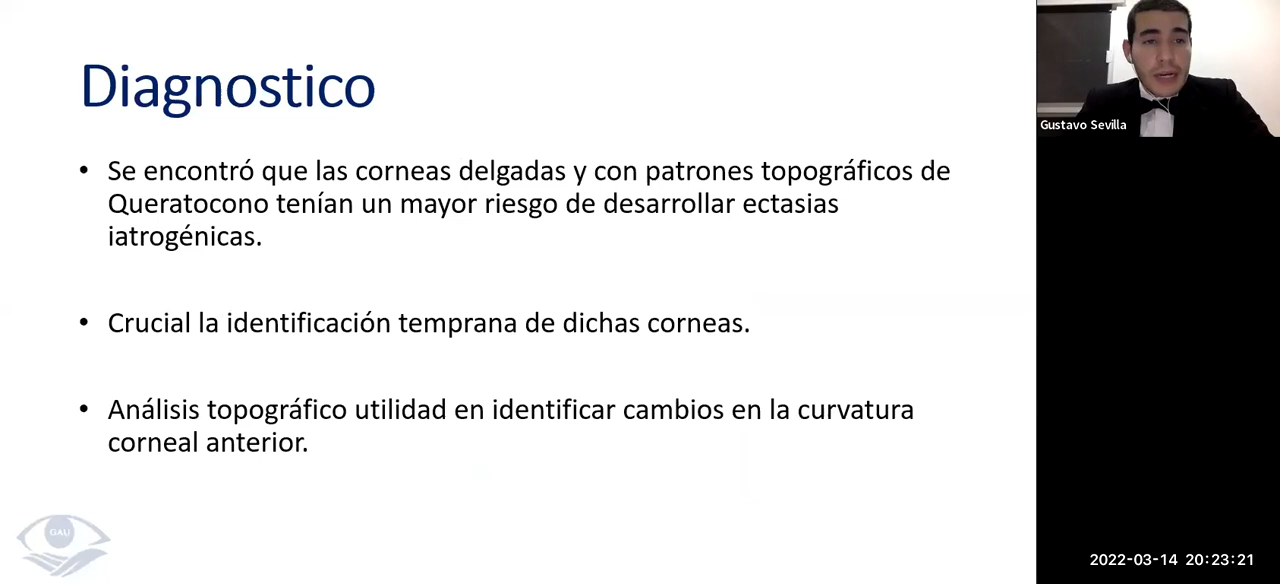 Diagnostico
• Se encontró que las corneas delgadas y con patrones topográficos de
Queratocono tenían un mayor riesgo de desarrollar ectasias
iatrogénicas.
• Crucial la identificación temprana de dichas corneas.
• Análisis topográfico utilidad en identificar cambios en la curvatura
corneal anterior.
GAU
Gustavo Sevilla
2022-03-14 20:23:21